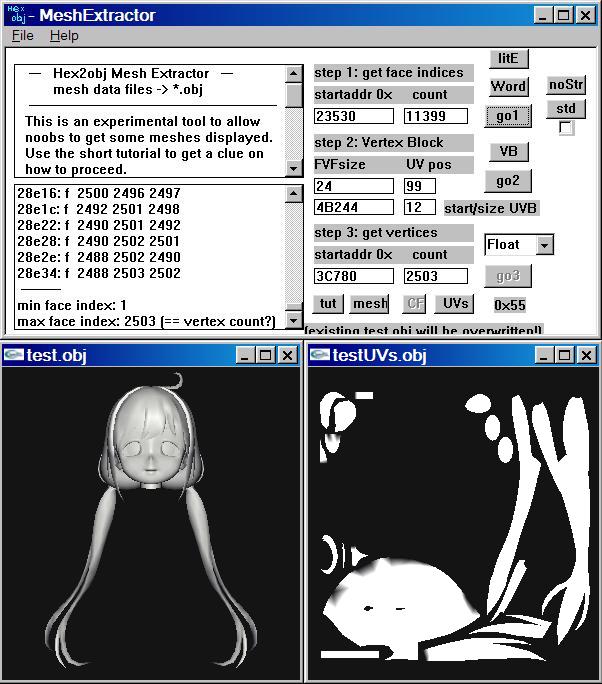 Hex
obj - MeshExtractor
File Help
— Hex2obj Mesh Extractor —
mesh data files -> *.obj
This is an experimental tool to allow
noobs to get some meshes displayed.
Use the short tutorial to get a clue on
how to proceed.
28e16: f 2500 2496 2497
28e1c: f 2492 2501 2498
28e22: f 2490 2501 2492
28e28: f 2490 2502 2501
28e2e: f 2488 2502 2490
28e34: f 2488 2503 2502
min face index: 1
max face index: 2503 (== vertex count?)
step 1: get face indices
startaddr 0x count
23530 11399
step 2: Vertex Block
FVFsize UV pos
24 99
4B244 12 start/size UVB
step 3: get vertices
startaddr 0x count
3C780 2503
tut mesh CF UVs 0x55
(existing test.obj will be overwritten!)
litE
Word noStr
go1 std
VB
go2
Float
go3
test.obj
testUVs.obj